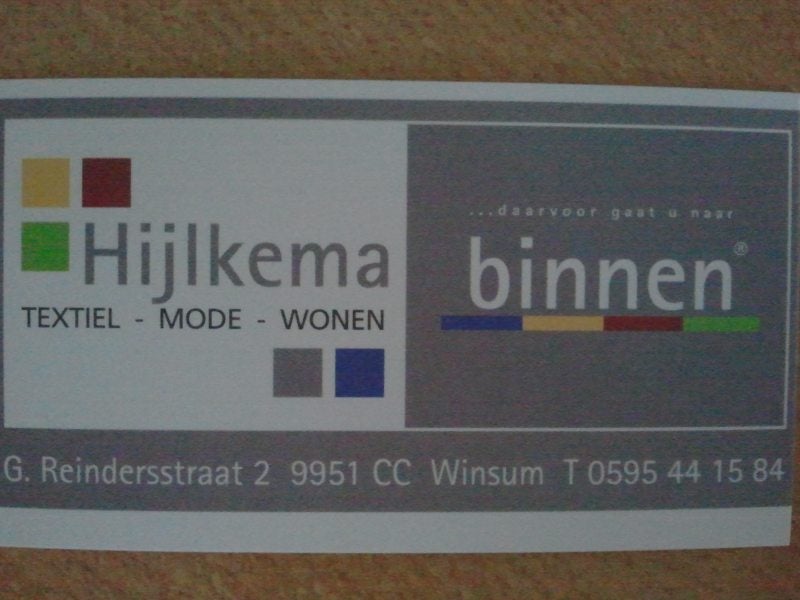 Hijlkema
TEXTIEL - MODE - WONEN
...daarvoor gaat u naar
binnen®
G. Reindersstraat 2 9951 CC Winsum T 0595 44 15 84